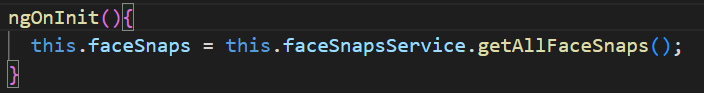 ngOnInit(){
  this.faceSnaps = this.faceSnapsService.getAllFaceSnaps();
}